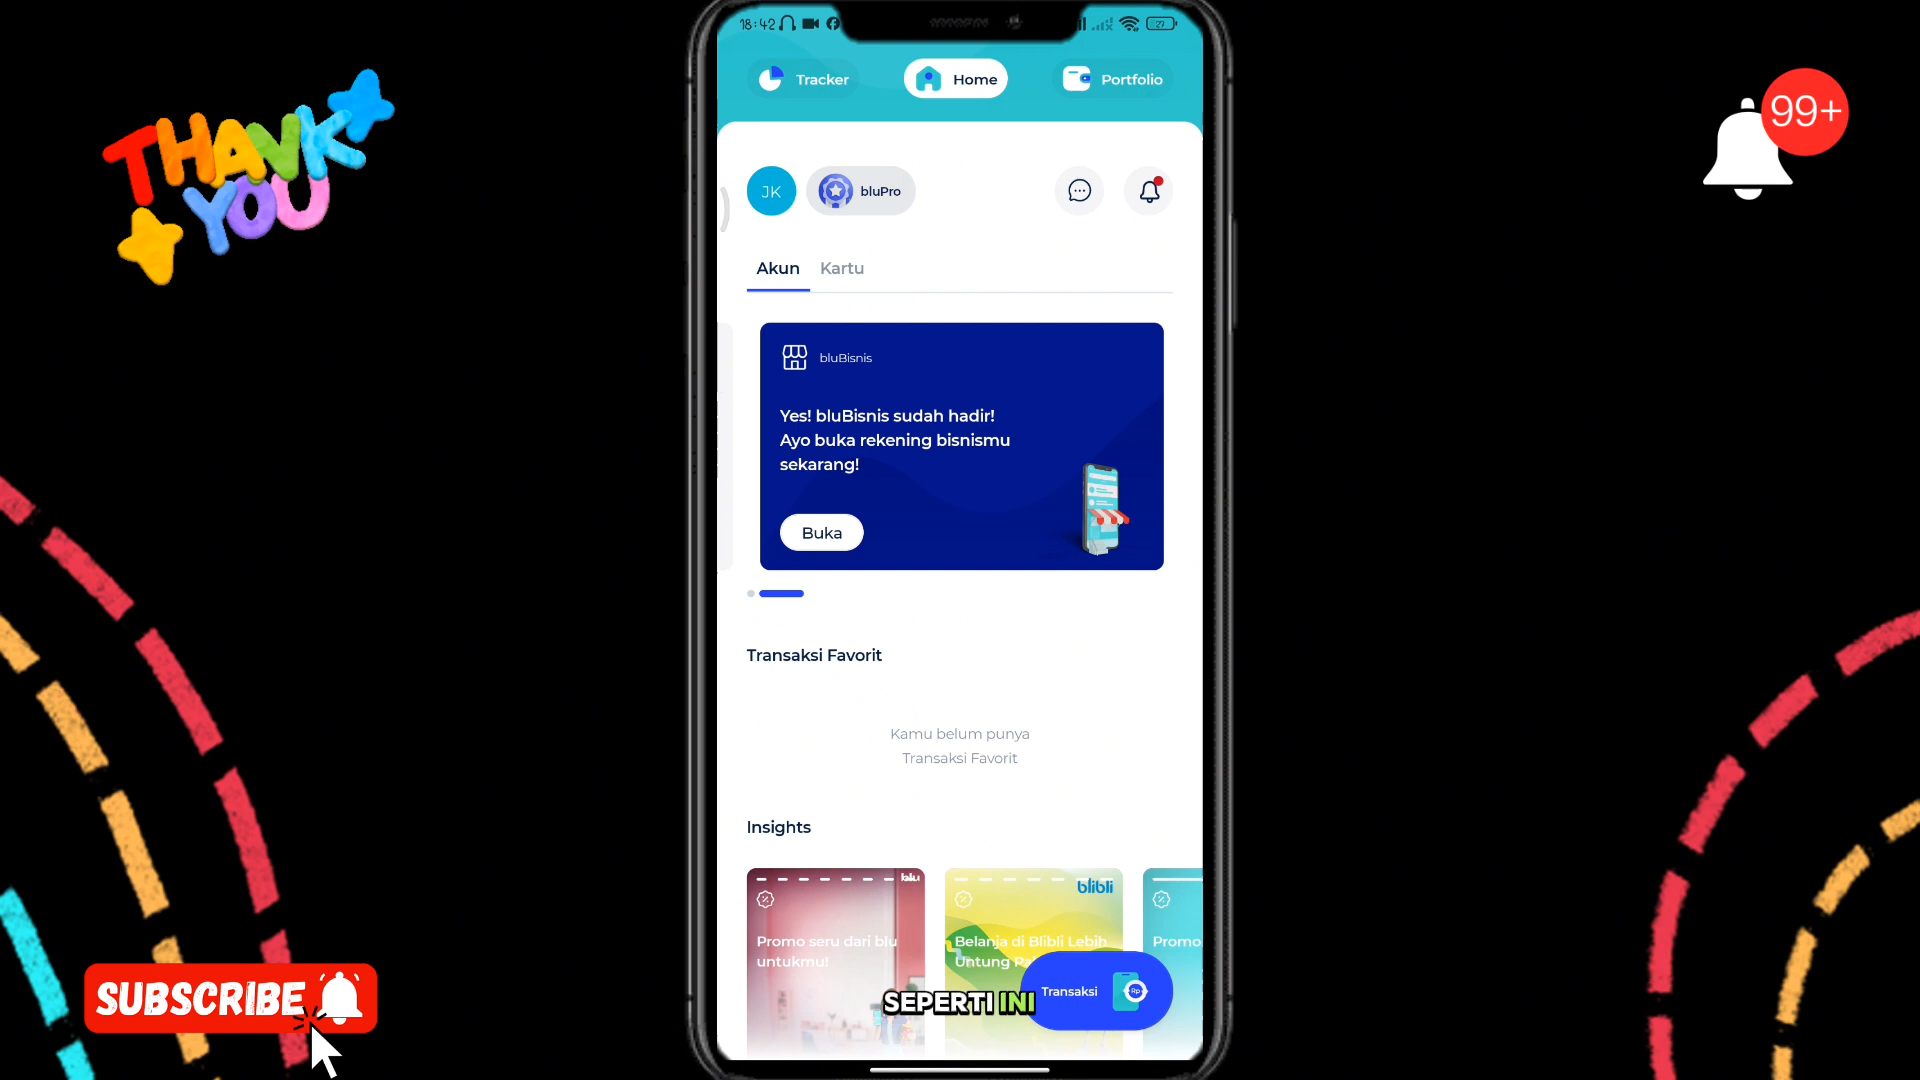 THANK
YOU
99+
18:42
27
Tracker
Home
Portfolio
JK
bluPro
Akun
Kartu
bluBisnis
Yes! bluBisnis sudah hadir!
Ayo buka rekening bisnismu
sekarang!
Buka
Transaksi Favorit
Kamu belum punya
Transaksi Favorit
Insights
blibli
Promo seru dari blu
untukmu!
Belanja di Blibli Lebih
Untung
Promo
Transaksi
Rp
SEPERTI INI
SUBSCRIBE